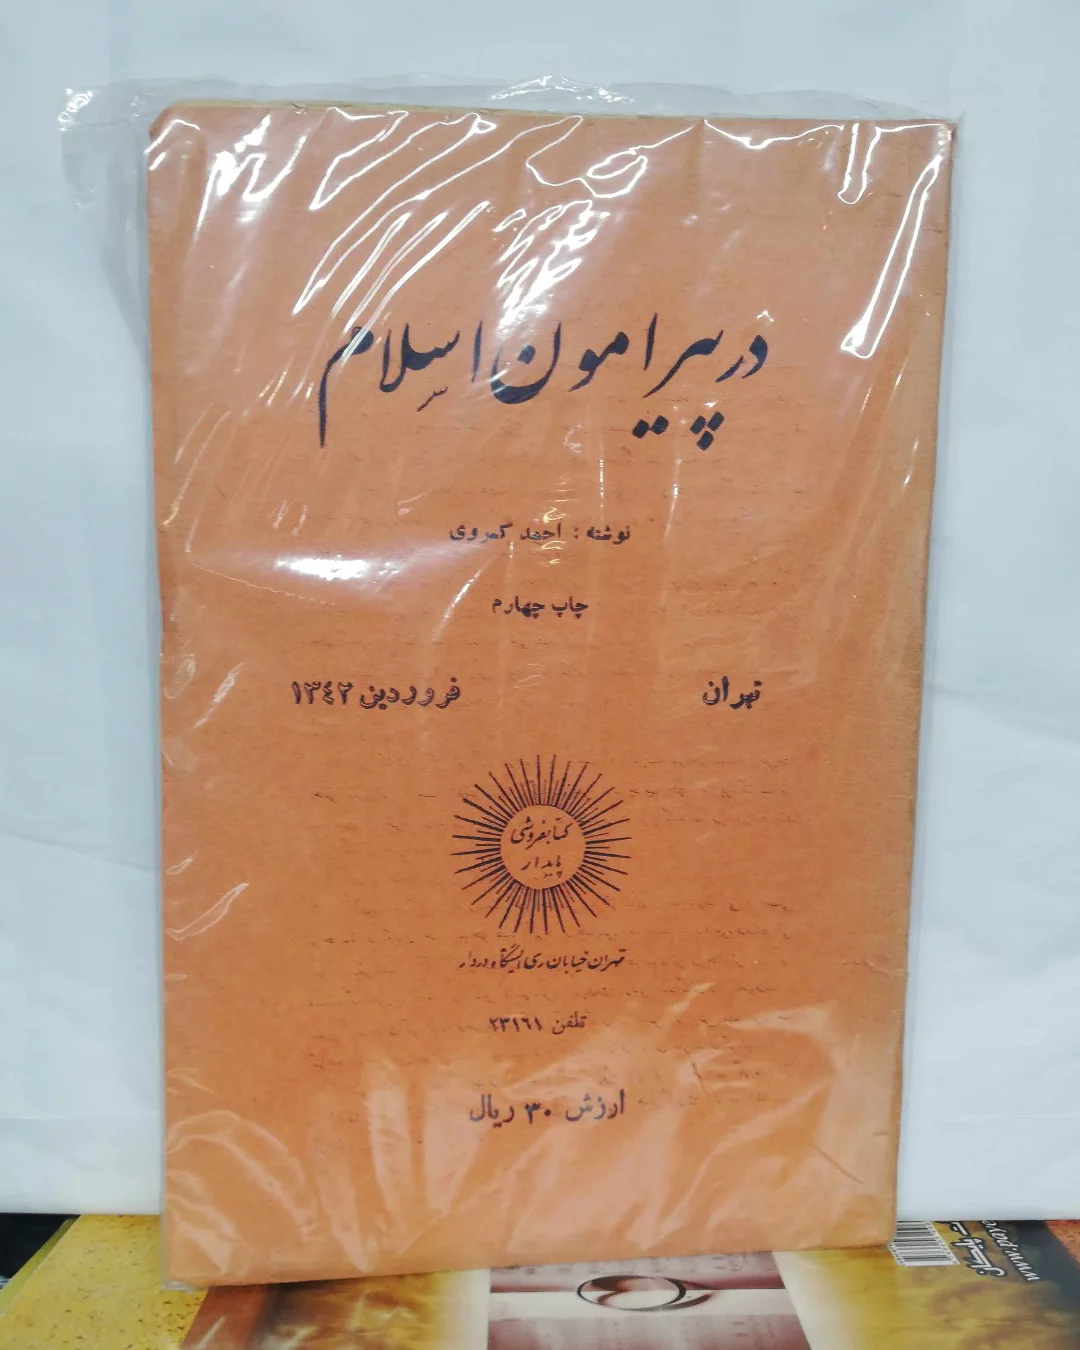 در پیرامون اسلام
نوشته : احمد کسروی
چاپ چهارم
تهران
فروردین ۱۳۴۲
کتابفروشی
پایدار
تهران خیابان ری ایستگاه دردار
تلفن ۲۳۱۶۱
ارزش ۳۰ ریال